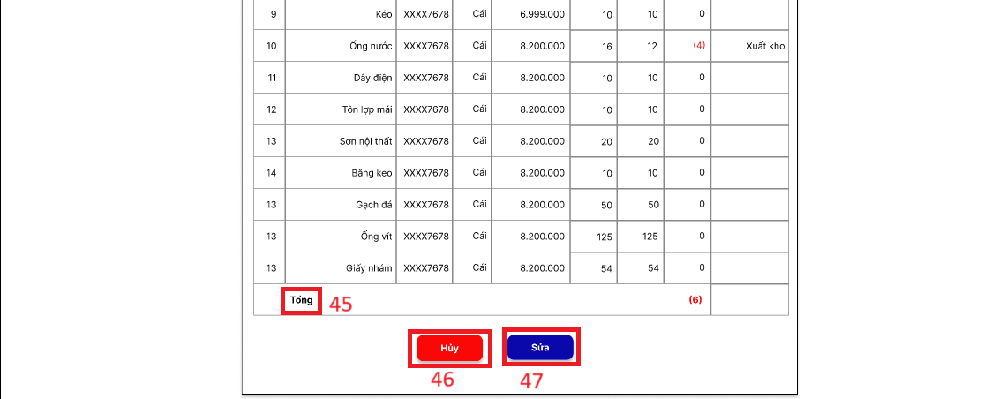 9 Kéo XXXX7678 Cái 6.999.000 10 10 0
10 Ống nước XXXX7678 Cái 8.200.000 16 12 (4) Xuất kho
11 Dây điện XXXX7678 Cái 8.200.000 10 10 0
12 Tôn lợp mái XXXX7678 Cái 8.200.000 10 10 0
13 Sơn nội thất XXXX7678 Cái 8.200.000 20 20 0
14 Băng keo XXXX7678 Cái 8.200.000 10 10 0
13 Gạch đá XXXX7678 Cái 8.200.000 50 50 0
13 Ống vít XXXX7678 Cái 8.200.000 125 125 0
13 Giấy nhám XXXX7678 Cái 8.200.000 54 54 0
Tổng 45 (6)
Hủy Sửa
46 47